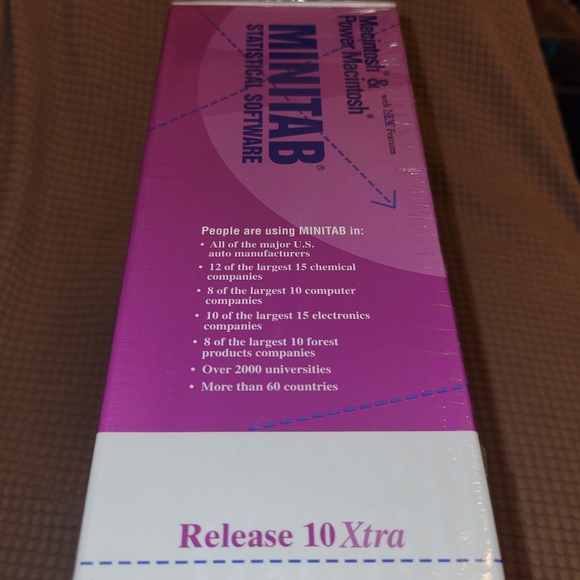 Macintosh® &
Power Macintosh®
with NEW Features
MINITAB®
STATISTICAL SOFTWARE
People are using MINITAB in:
• All of the major U.S.
auto manufacturers
• 12 of the largest 15 chemical
companies
• 8 of the largest 10 computer
companies
• 10 of the largest 15 electronics
companies
• 8 of the largest 10 forest
products companies
• Over 2000 universities
• More than 60 countries
Release 10 Xtra